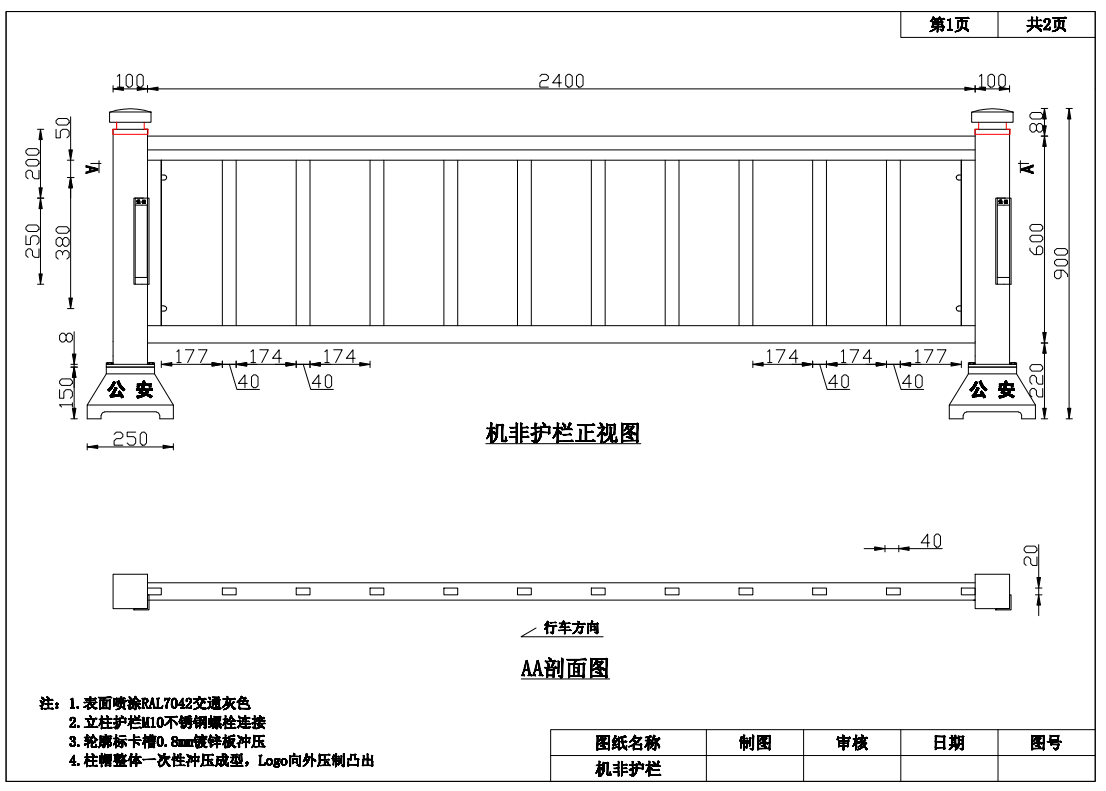 第1页 共2页
100 2400 100
50 80
200
A A
250 380 600 900
8
177 174 174 174 174 177
40 40 40 40
150 公安 公安 220
250
机非护栏正视图
40
20
行车方向
AA剖面图
注：1.表面喷涂RAL7042交通灰色
2.立柱护栏M10不锈钢螺栓连接
3.轮廓标卡槽0.8mm镀锌板冲压
4.柱帽整体一次性冲压成型，Logo向外压制凸出
图纸名称 制图 审核 日期 图号
机非护栏